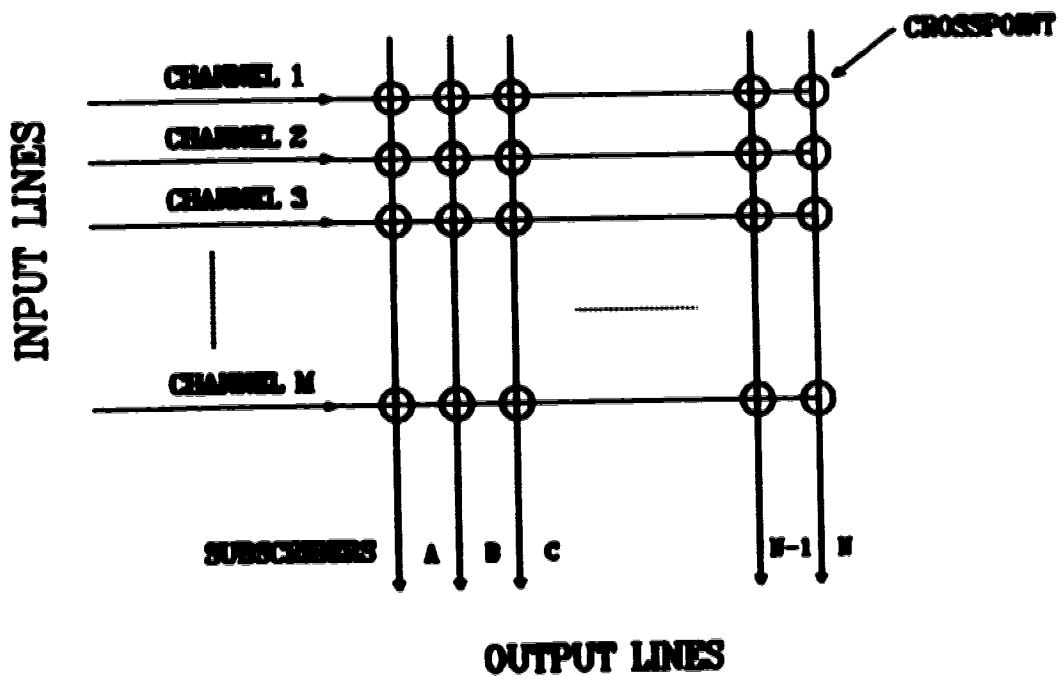 CROSSPOINT
CHANNEL 1
CHANNEL 2
CHANNEL 3
CHANNEL M
INPUT LINES
SUBSCRIBERS A B C N-1 N
OUTPUT LINES